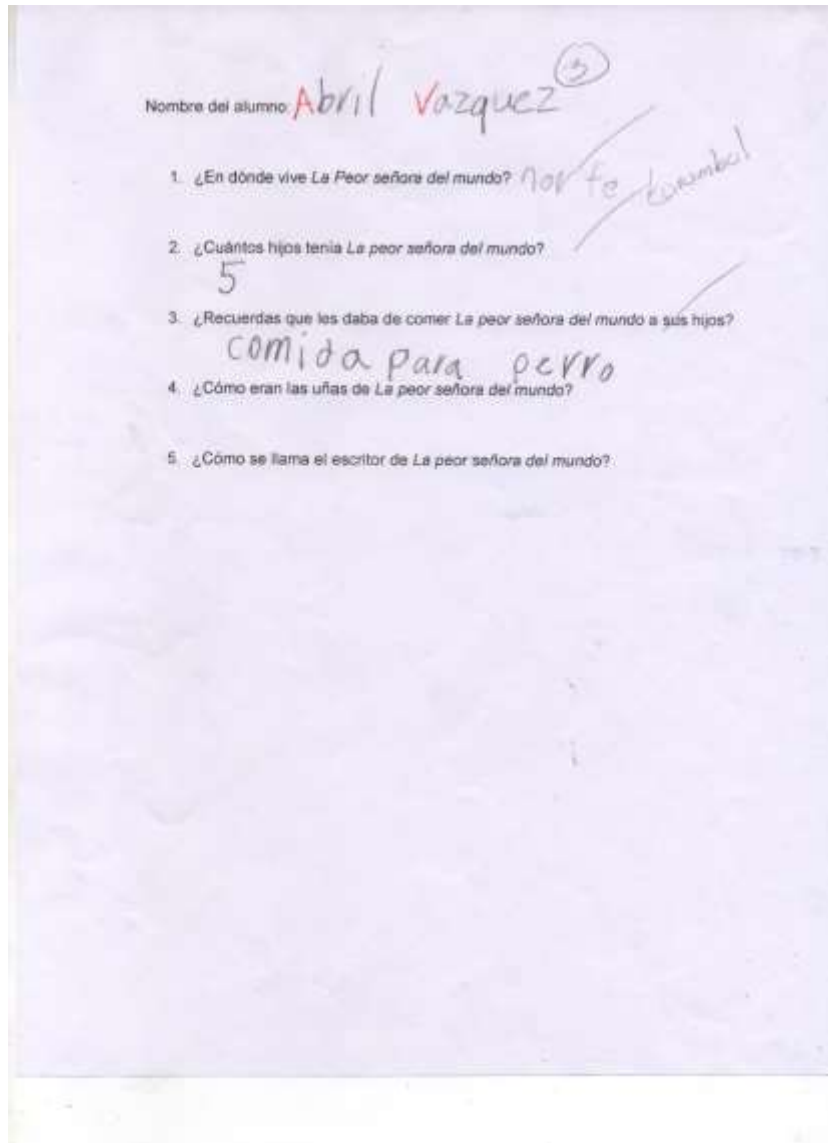 3
Nombre del alumno: Abril Vazquez
1. ¿En dónde vive La Peor señora del mundo? norte turambul
2. ¿Cuántos hijos tenía La peor señora del mundo?
5
3. ¿Recuerdas que les daba de comer La peor señora del mundo a sus hijos?
comida para perro
4. ¿Cómo eran las uñas de La peor señora del mundo?
5. ¿Cómo se llama el escritor de La peor señora del mundo?